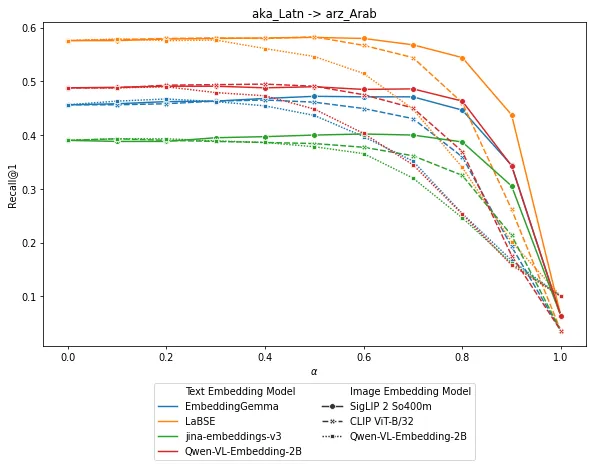 aka_Latn -> arz_Arab
0.6
0.5
0.4
0.3
0.2
0.1
Recall@1
0.0 0.2 0.4 0.6 0.8 1.0
α
Text Embedding Model Image Embedding Model
EmbeddingGemma SigLIP 2 So400m
LaBSE CLIP ViT-B/32
jina-embeddings-v3 Qwen-VL-Embedding-2B
Qwen-VL-Embedding-2B